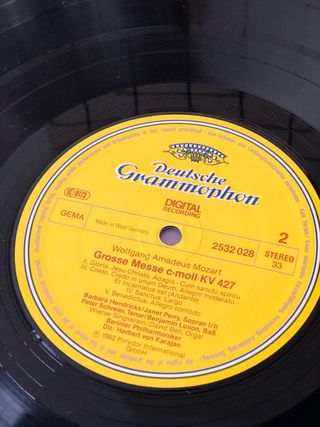 Deutsche
Grammophon
DIGITAL
RECORDING
LC 0173
GEMA
Made in West Germany
2532 028
2
STEREO
33
Wolfgang Amadeus Mozart
Grosse Messe c-moll KV 427
II. Gloria: Jesu Christe. Adagio · Cum sancto spiritu
III. Credo. Credo in unum Deum. Allegro moderato ·
Et incarnatus est (Andante)
IV. Sanctus. Largo
V. Benedictus. Allegro comodo
Barbara Hendricks/Janet Perry, Sopran I/II
Peter Schreier, Tenor/Benjamin Luxon, Baß
Wiener Singverein/David Bell, Orgel
Berliner Philharmoniker
Dir.: Herbert von Karajan
℗ 1982 Polydor International
GmbH